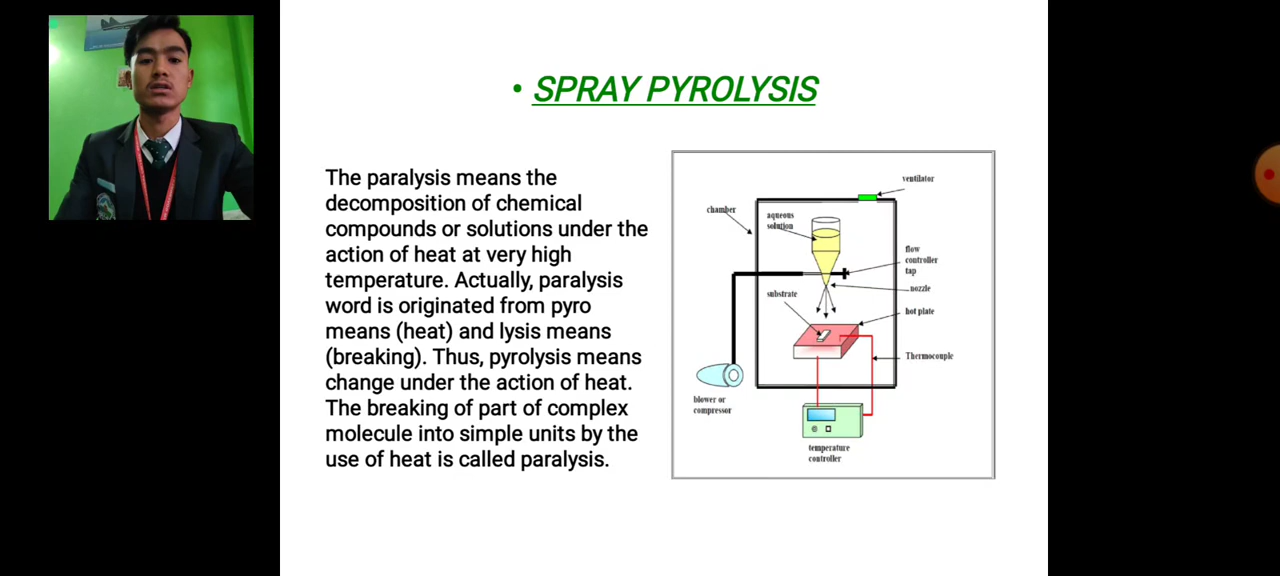 • SPRAY PYROLYSIS
The paralysis means the
decomposition of chemical
compounds or solutions under the
action of heat at very high
temperature. Actually, paralysis
word is originated from pyro
means (heat) and lysis means
(breaking). Thus, pyrolysis means
change under the action of heat.
The breaking of part of complex
molecule into simple units by the
use of heat is called paralysis.
ventilator
chamber
aqueous
solution
flow
controller
tap
nozzle
substrate
hot plate
Thermocouple
blower or
compressor
temperature
controller